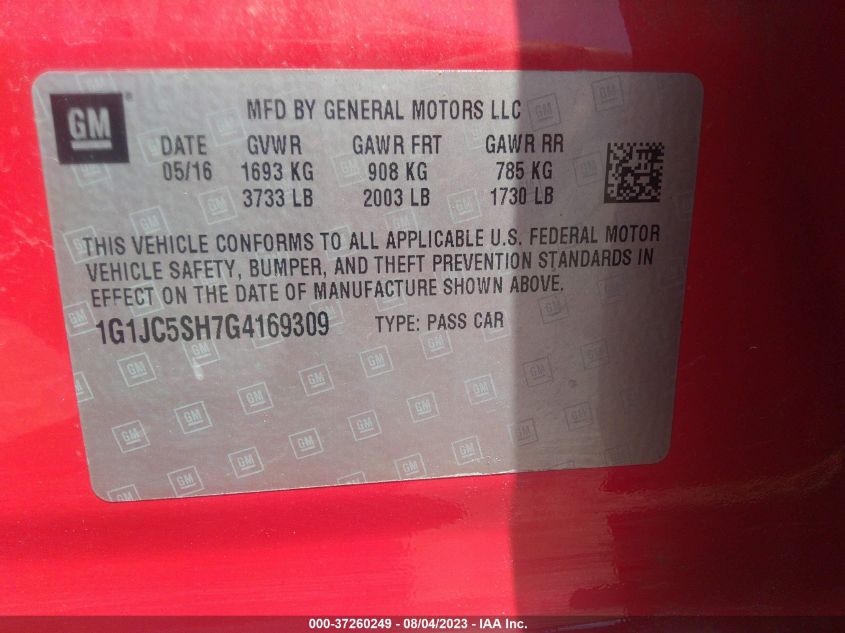 GM
MFD BY GENERAL MOTORS LLC
DATE GVWR GAWR FRT GAWR RR
05/16 1693 KG 908 KG 785 KG
3733 LB 2003 LB 1730 LB
THIS VEHICLE CONFORMS TO ALL APPLICABLE U.S. FEDERAL MOTOR
VEHICLE SAFETY, BUMPER, AND THEFT PREVENTION STANDARDS IN
EFFECT ON THE DATE OF MANUFACTURE SHOWN ABOVE.
1G1JC5SH7G4169309 TYPE: PASS CAR
000-37260249 - 08/04/2023 - IAA Inc.